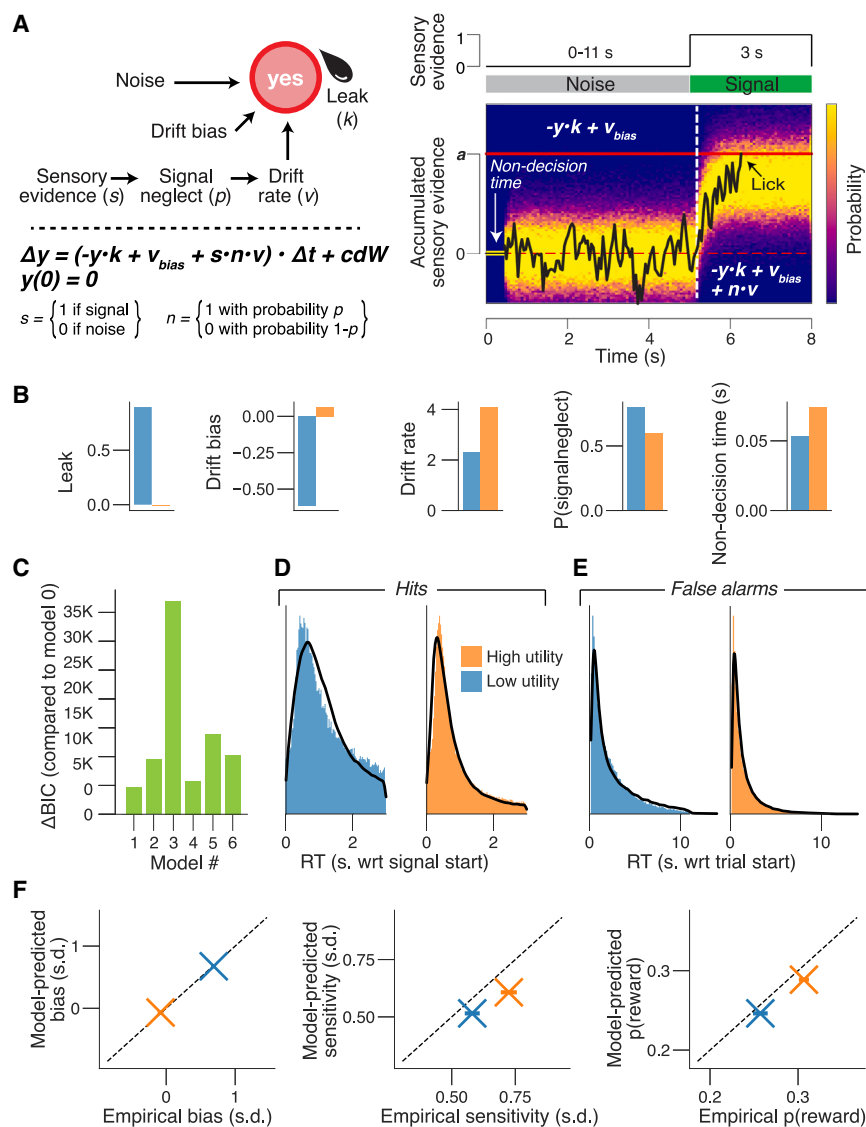 A
Noise
yes
Leak
(k)
Drift bias
Sensory
evidence (s)
Signal
neglect (p)
Drift
rate (v)
Δy = (-y·k + v_bias + s·n·v) · Δt + cdW
y(0) = 0
s = { 1 if signal
0 if noise }
n = { 1 with probability p
0 with probability 1-p }
Sensory
evidence
1
0
0-11 s
3 s
Noise
Signal
Accumulated
sensory evidence
a
0
-y·k + v_bias
Non-decision
time
Lick
-y·k + v_bias
+ n·v
Probability
0
2
4
6
8
Time (s)
B
Leak
0.5
0.0
Drift bias
0.00
−0.25
−0.50
Drift rate
4
2
0
P(signalneglect)
0.5
0.0
Non-decision time (s)
0.05
0.00
C
ΔBIC (compared to model 0)
35K
30K
25K
20K
15K
10K
5K
0
0
1
2
3
4
5
6
Model #
D
Hits
High utility
Low utility
0
2
0
2
RT (s. wrt signal start)
E
False alarms
0
10
0
10
RT (s. wrt trial start)
F
Model-predicted
bias (s.d.)
1
0
0
1
Empirical bias (s.d.)
Model-predicted
sensitivity (s.d.)
0.75
0.50
0.50
0.75
Empirical sensitivity (s.d.)
Model-predicted
p(reward)
0.3
0.2
0.2
0.3
Empirical p(reward)